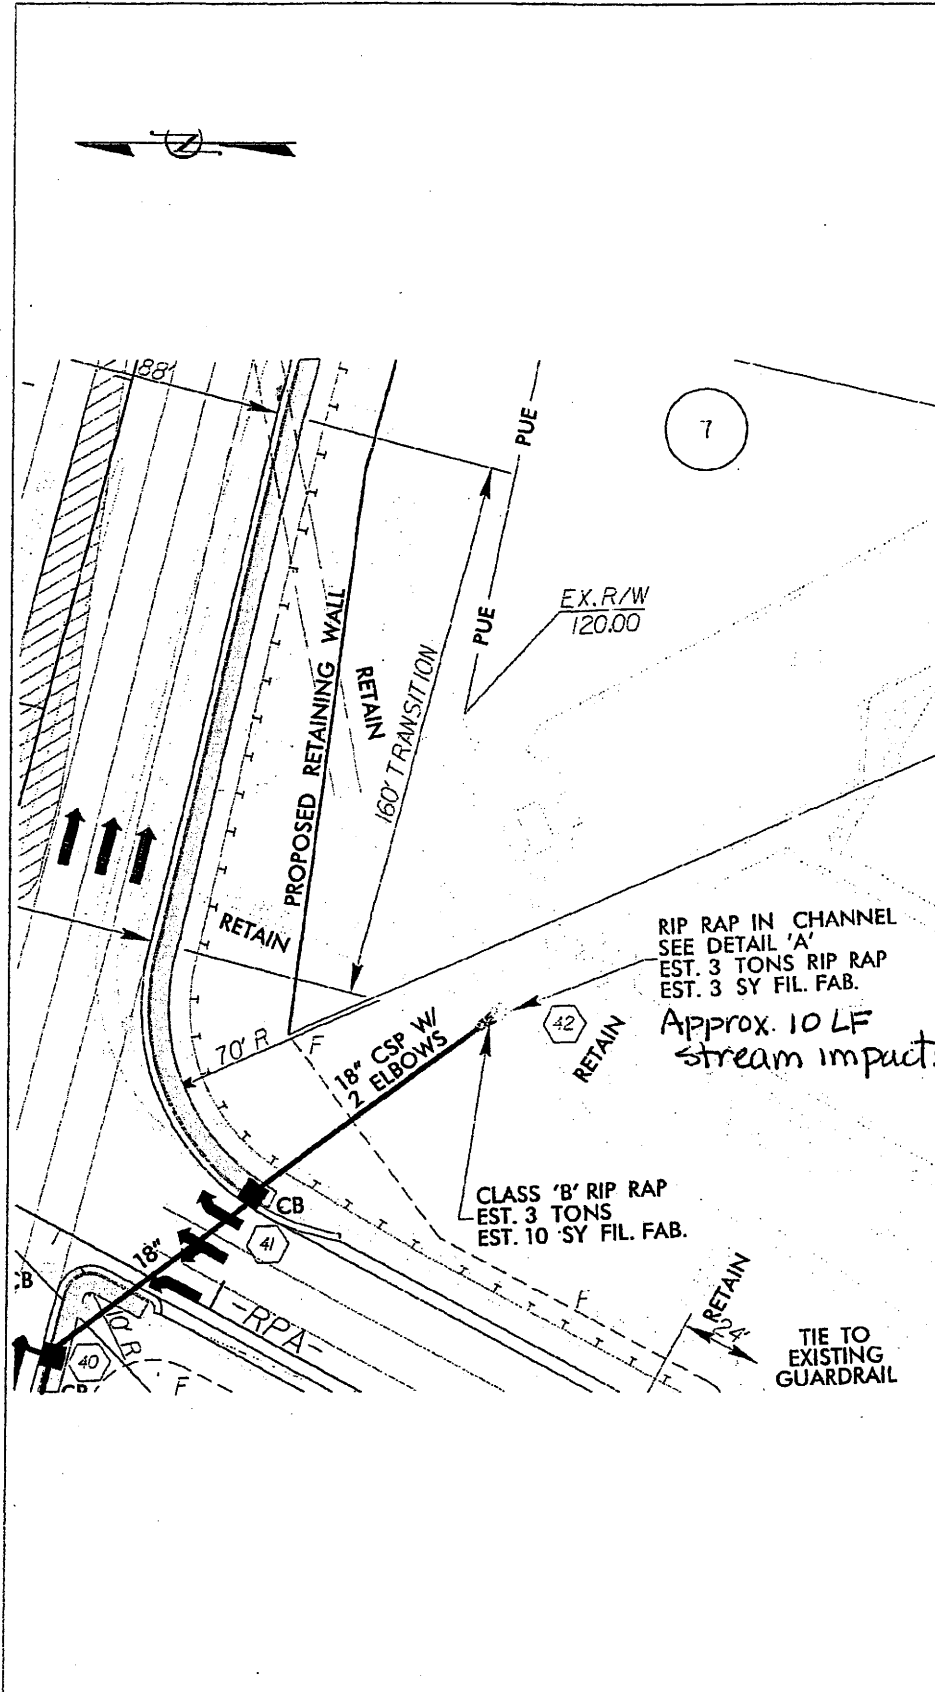 N
88'
PUE
7
EX. R/W
120.00
PUE
PROPOSED RETAINING WALL
RETAIN
160' TRANSITION
RETAIN
RIP RAP IN CHANNEL
SEE DETAIL 'A'
EST. 3 TONS RIP RAP
EST. 3 SY FIL. FAB.
Approx. 10 LF
stream impact
42
RETAIN
70' R
F
18" CSP W/
2 ELBOWS
CLASS 'B' RIP RAP
EST. 3 TONS
EST. 10 SY FIL. FAB.
CB
41
18"
-RPA-
F
RETAIN
24'
TIE TO
EXISTING
GUARDRAIL
40
F